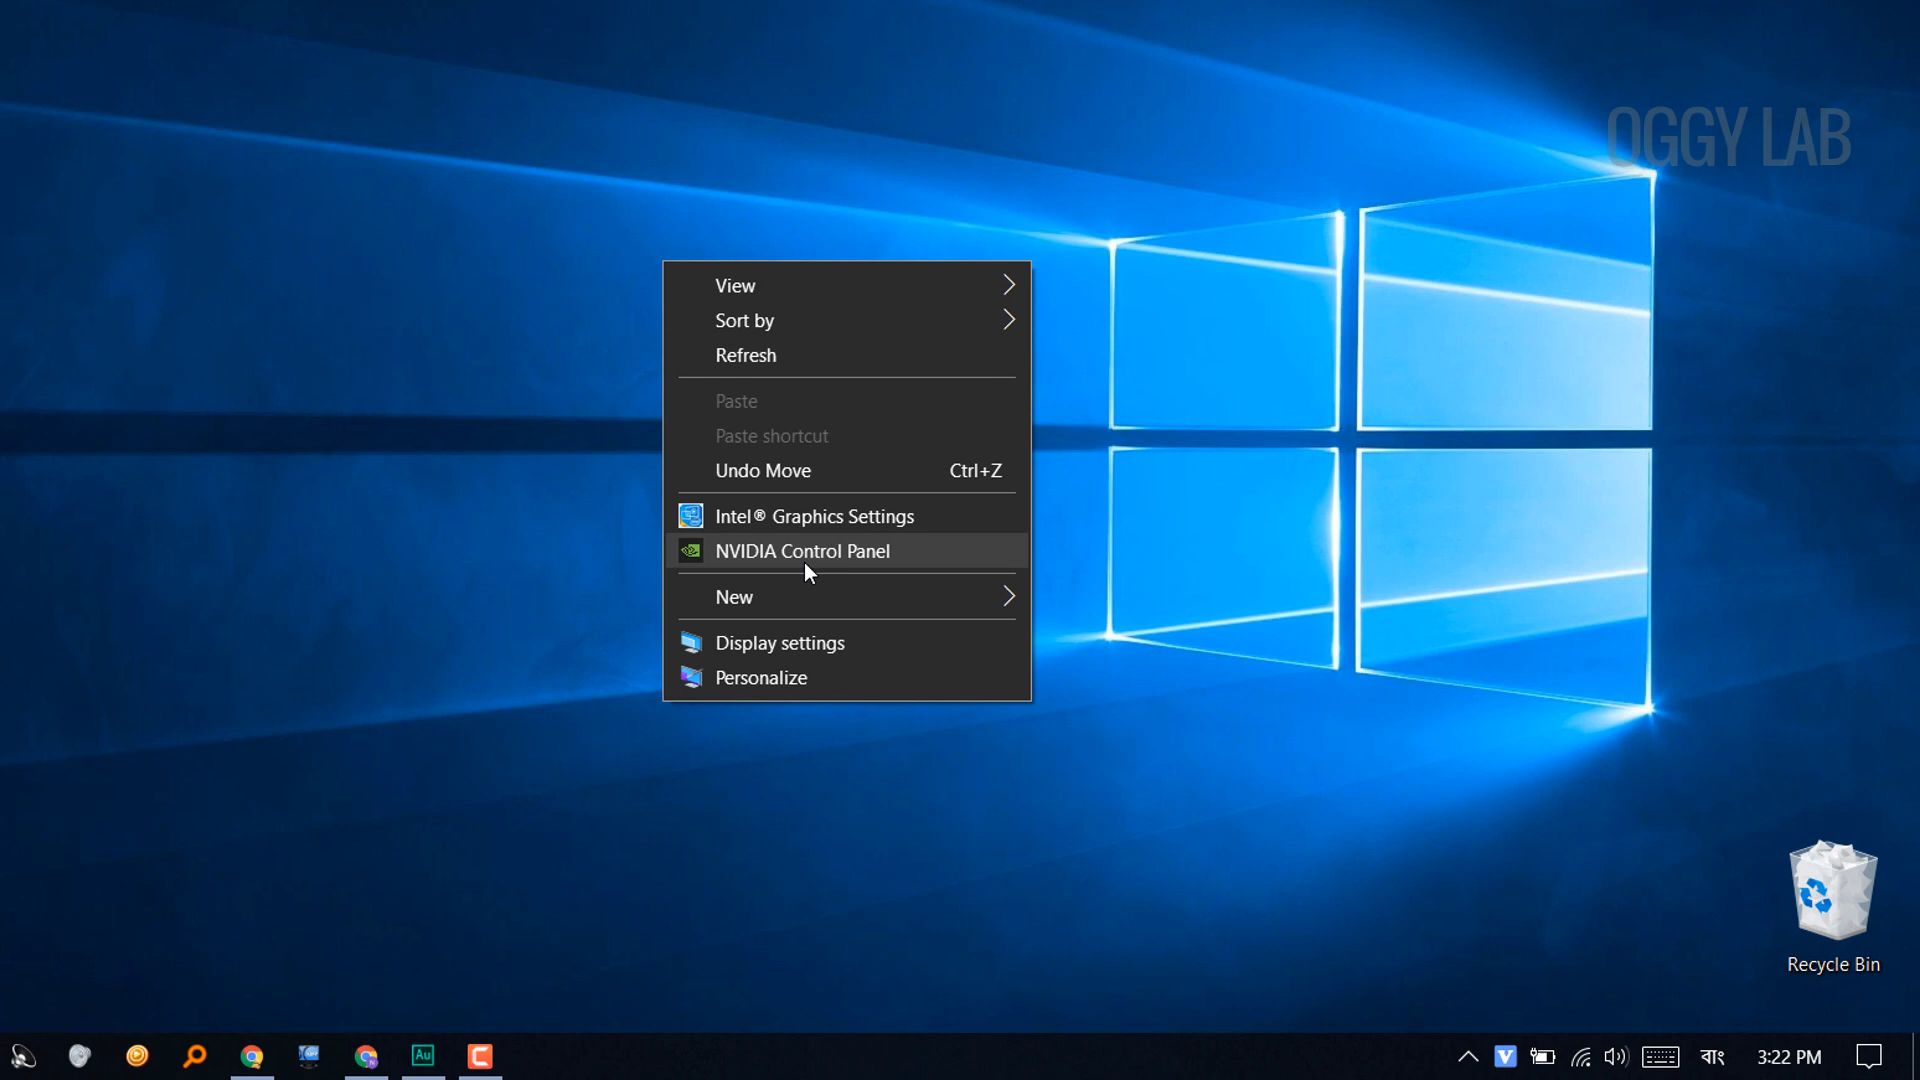 OGGY LAB
View
Sort by
Refresh
Paste
Paste shortcut
Undo Move Ctrl+Z
Intel® Graphics Settings
NVIDIA Control Panel
New
Display settings
Personalize
Recycle Bin
Au
V
বাং
3:22 PM